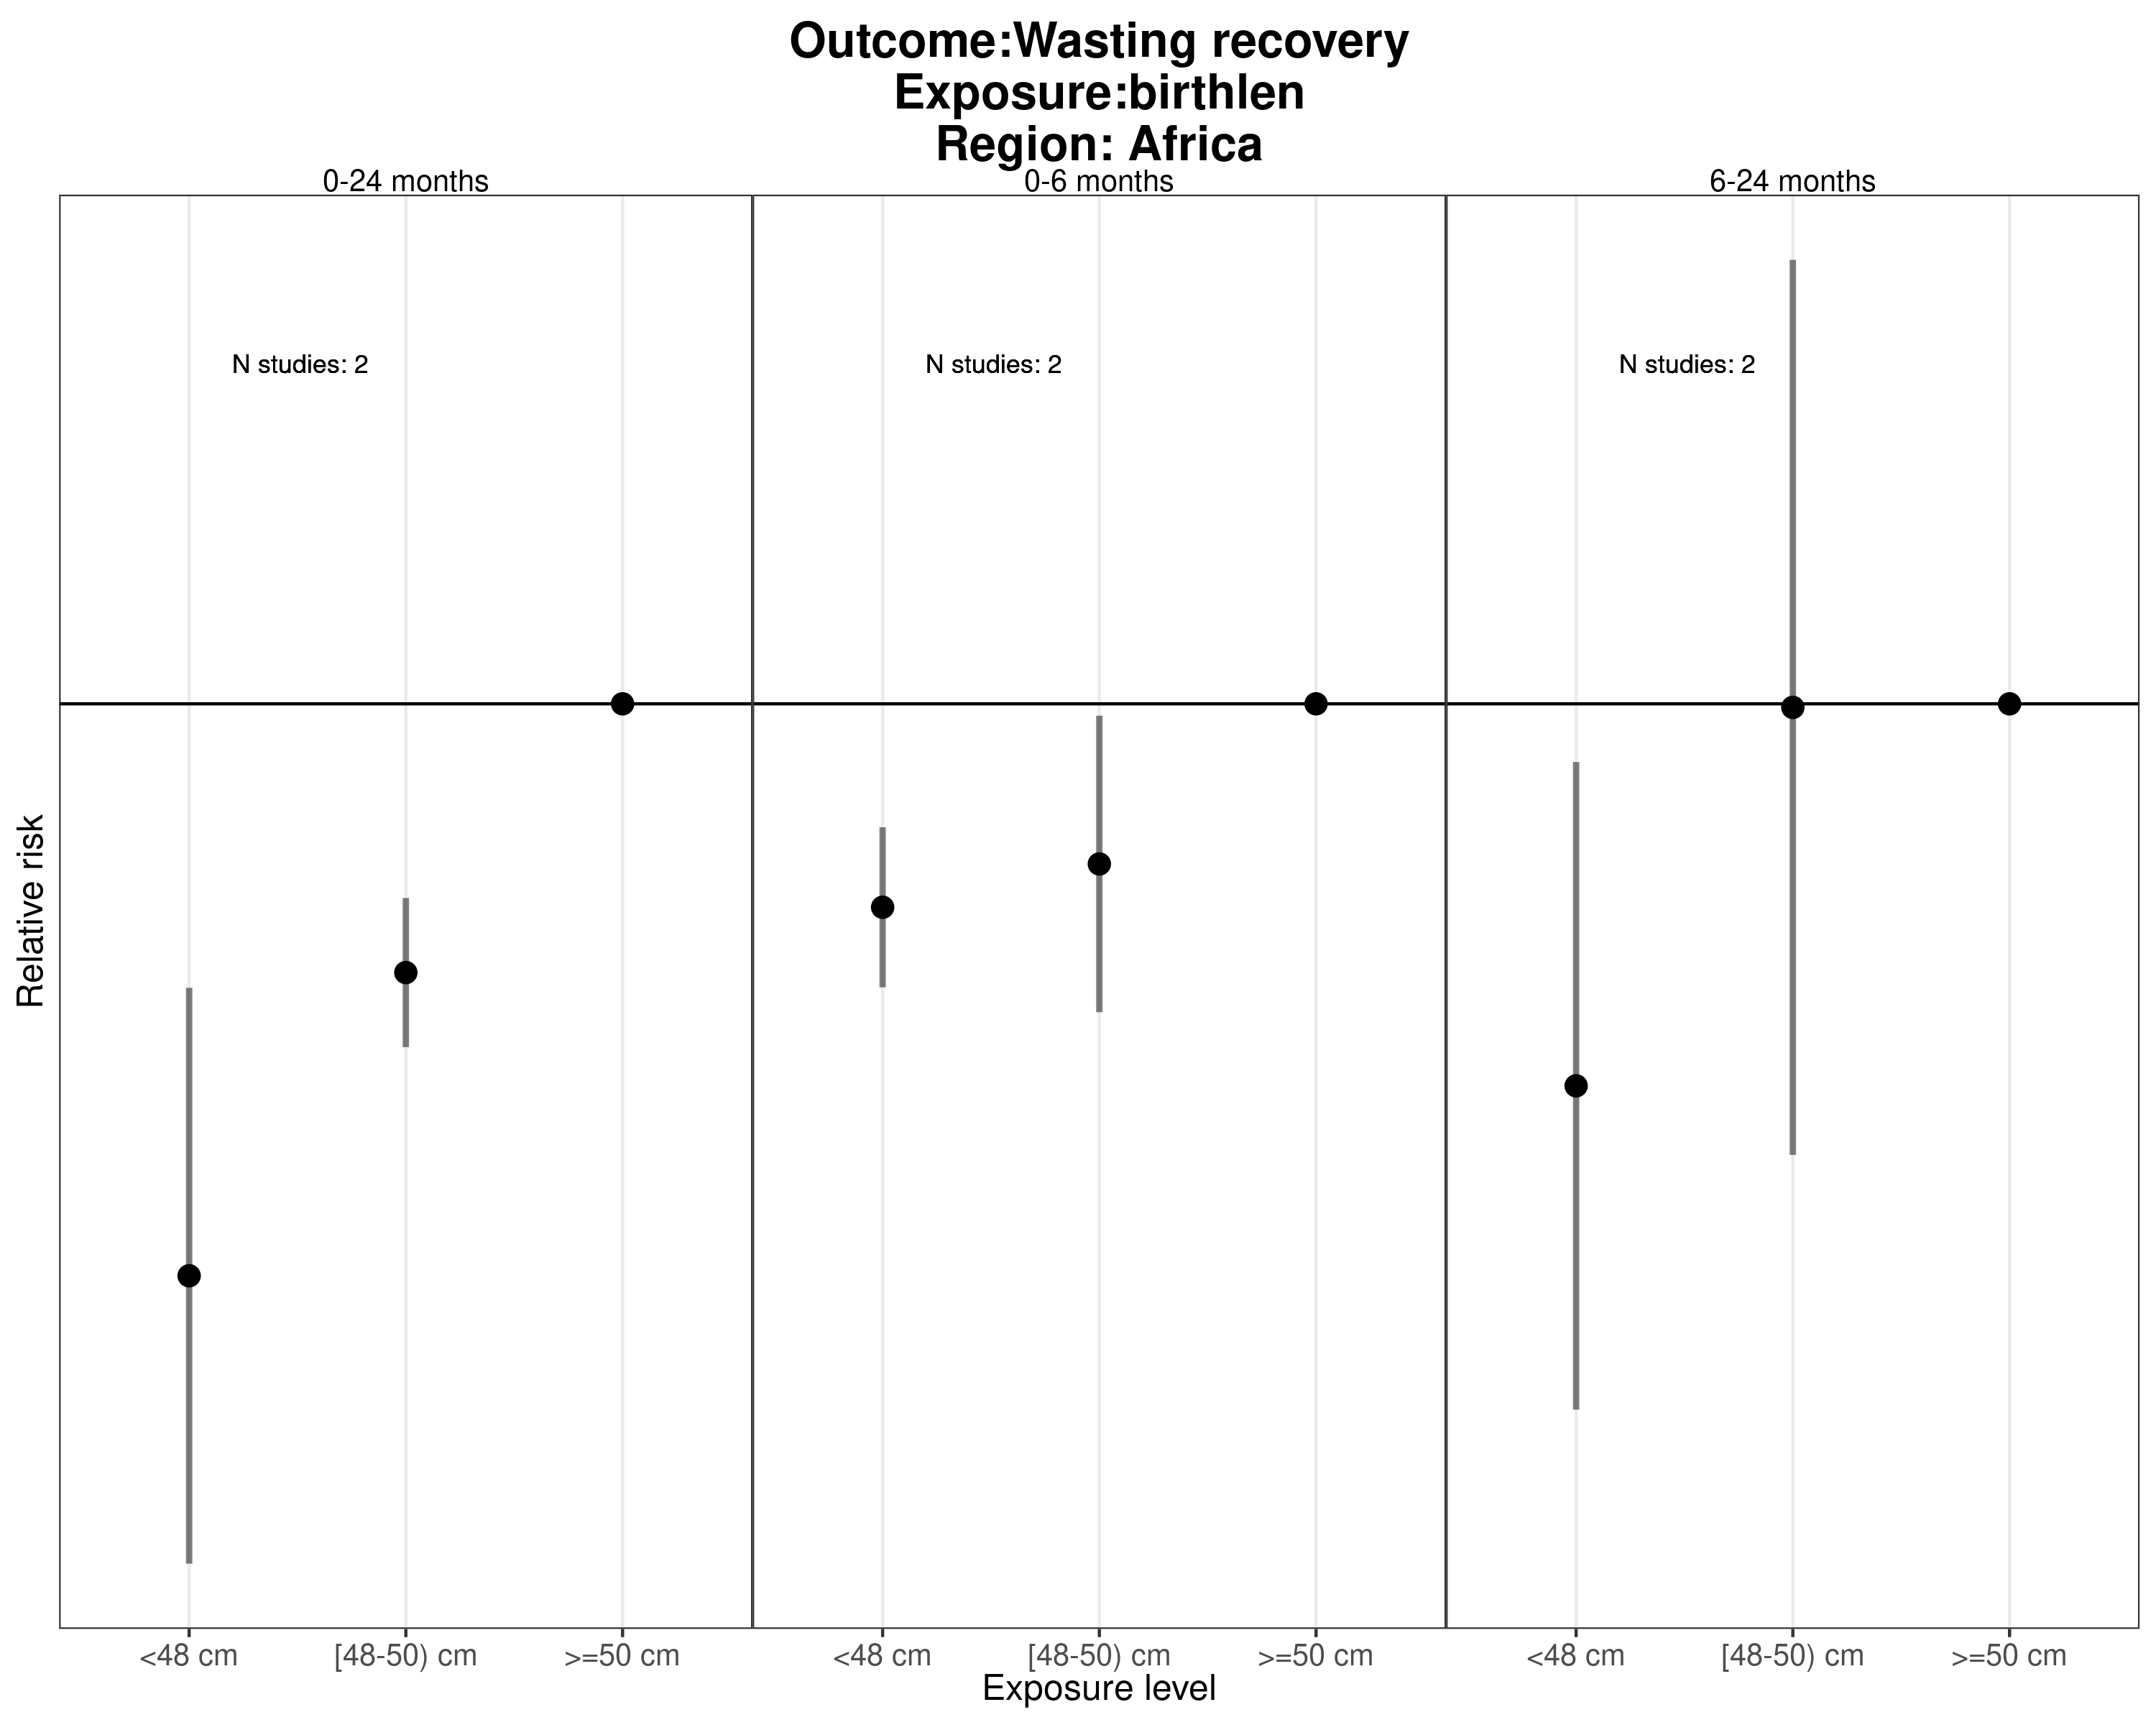 Outcome:Wasting recovery
Exposure:birthlen
Region: Africa
0-24 months
0-6 months
6-24 months
N studies: 2
N studies: 2
N studies: 2
Relative risk
<48 cm
[48-50) cm
>=50 cm
<48 cm
[48-50) cm
>=50 cm
<48 cm
[48-50) cm
>=50 cm
Exposure level